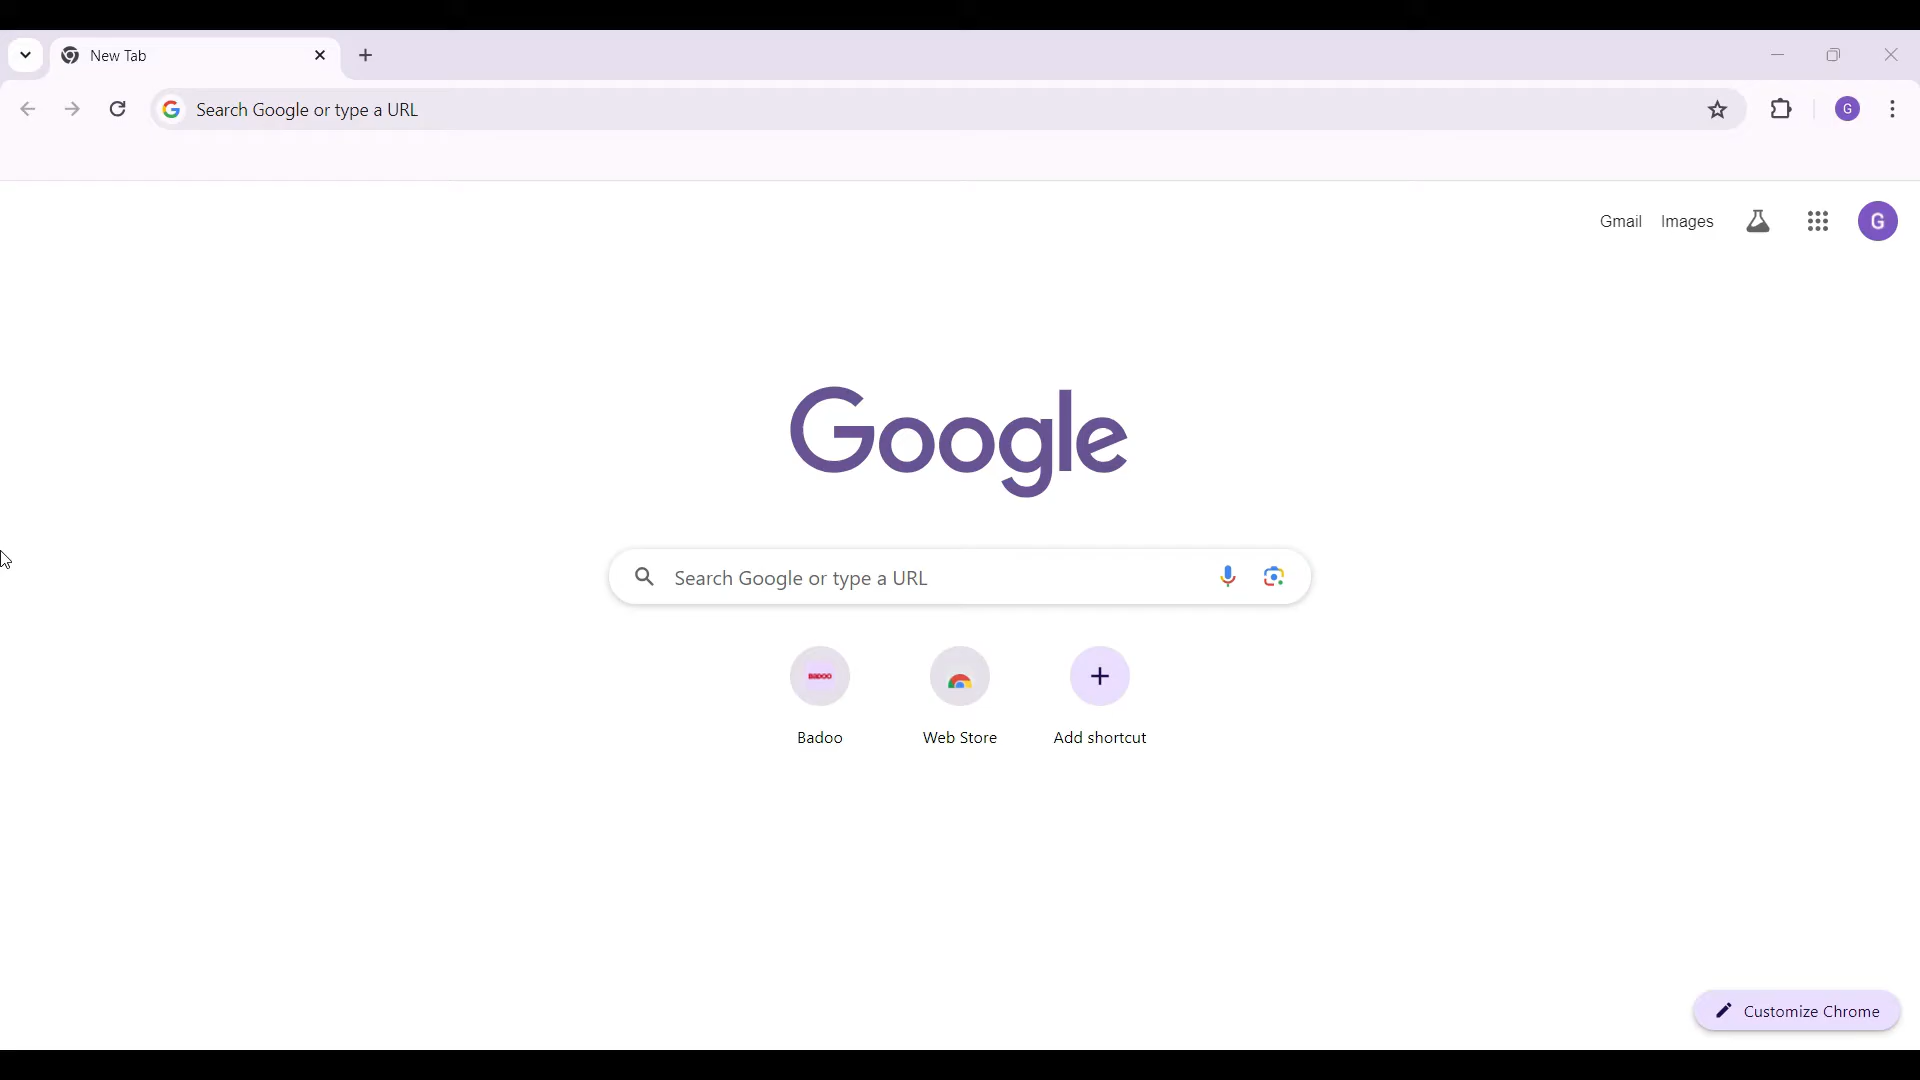 New Tab
Search Google or type a URL
G
Gmail Images
G
Google
Search Google or type a URL
BADOO
Badoo Web Store Add shortcut
Customize Chrome